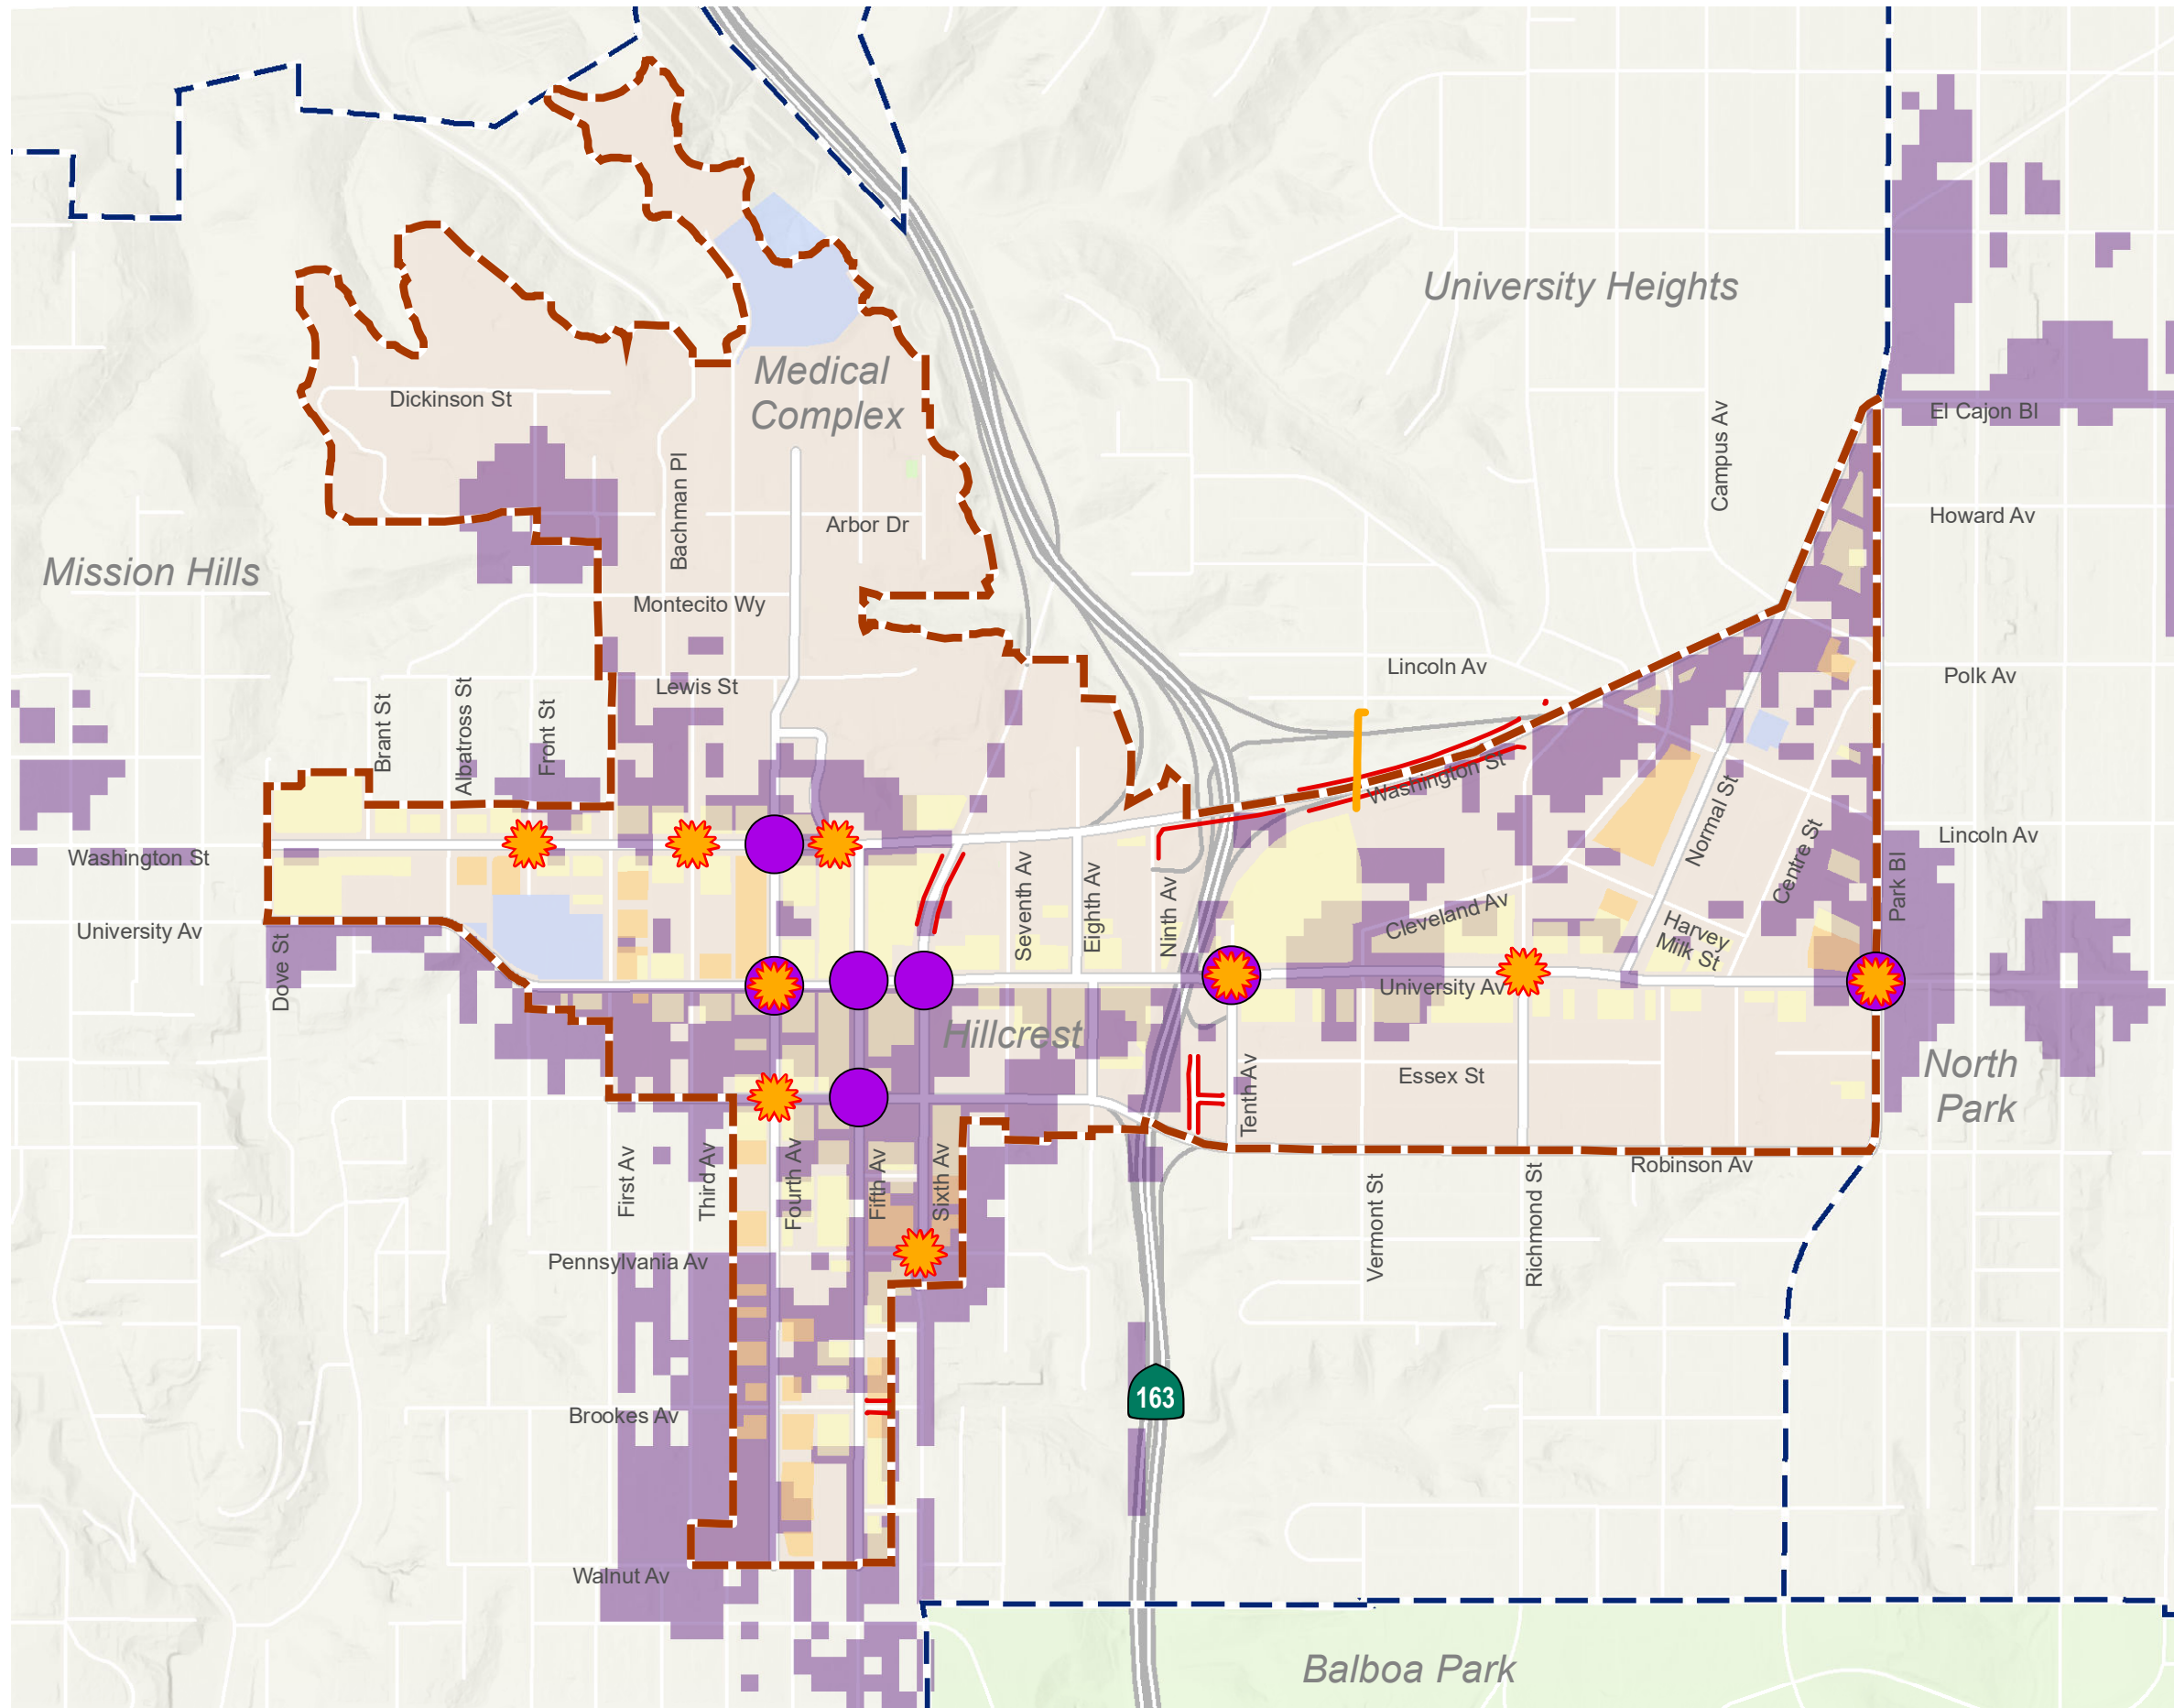 University Heights
Medical
Complex
Dickinson St
El Cajon Bl
Campus Av
Bachman Pl
Arbor Dr
Howard Av
Mission Hills
Montecito Wy
Lincoln Av
Polk Av
Lewis St
Brant St
Albatross St
Front St
Washington St
Normal St
Centre St
Lincoln Av
Washington St
Park Bl
Seventh Av
Eighth Av
Ninth Av
Cleveland Av
Harvey
Milk St
University Av
Dove St
University Av
Hillcrest
North
Park
Tenth Av
Essex St
First Av
Third Av
Fourth Av
Fifth Av
Sixth Av
Robinson Av
Vermont St
Richmond St
Pennsylvania Av
163
Brookes Av
Walnut Av
Balboa Park